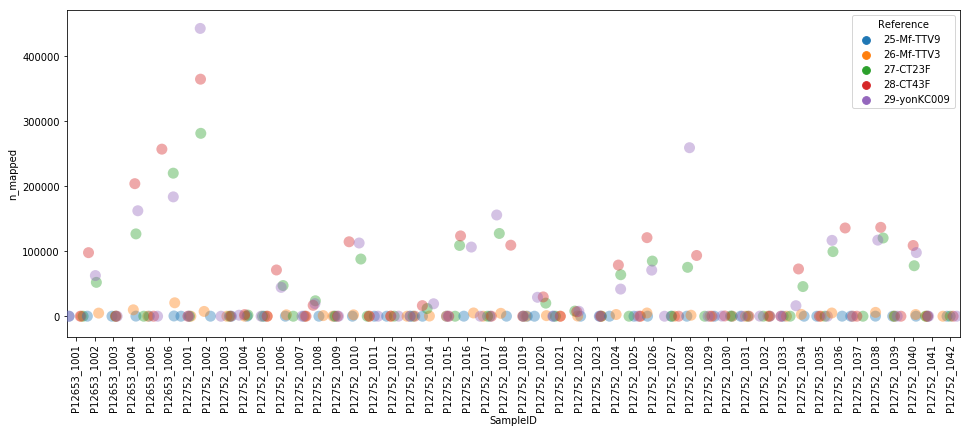 Reference
25-Mf-TTV9
26-Mf-TTV3
27-CT23F
28-CT43F
29-yonKC009
400000
300000
200000
100000
0
n_mapped
P12653_1001
P12653_1002
P12653_1003
P12653_1004
P12653_1005
P12653_1006
P12752_1001
P12752_1002
P12752_1003
P12752_1004
P12752_1005
P12752_1006
P12752_1007
P12752_1008
P12752_1009
P12752_1010
P12752_1011
P12752_1012
P12752_1013
P12752_1014
P12752_1015
P12752_1016
P12752_1017
P12752_1018
P12752_1019
P12752_1020
P12752_1021
P12752_1022
P12752_1023
P12752_1024
P12752_1025
P12752_1026
P12752_1027
P12752_1028
P12752_1029
P12752_1030
P12752_1031
P12752_1032
P12752_1033
P12752_1034
P12752_1035
P12752_1036
P12752_1037
P12752_1038
P12752_1039
P12752_1040
P12752_1041
P12752_1042
SampleID